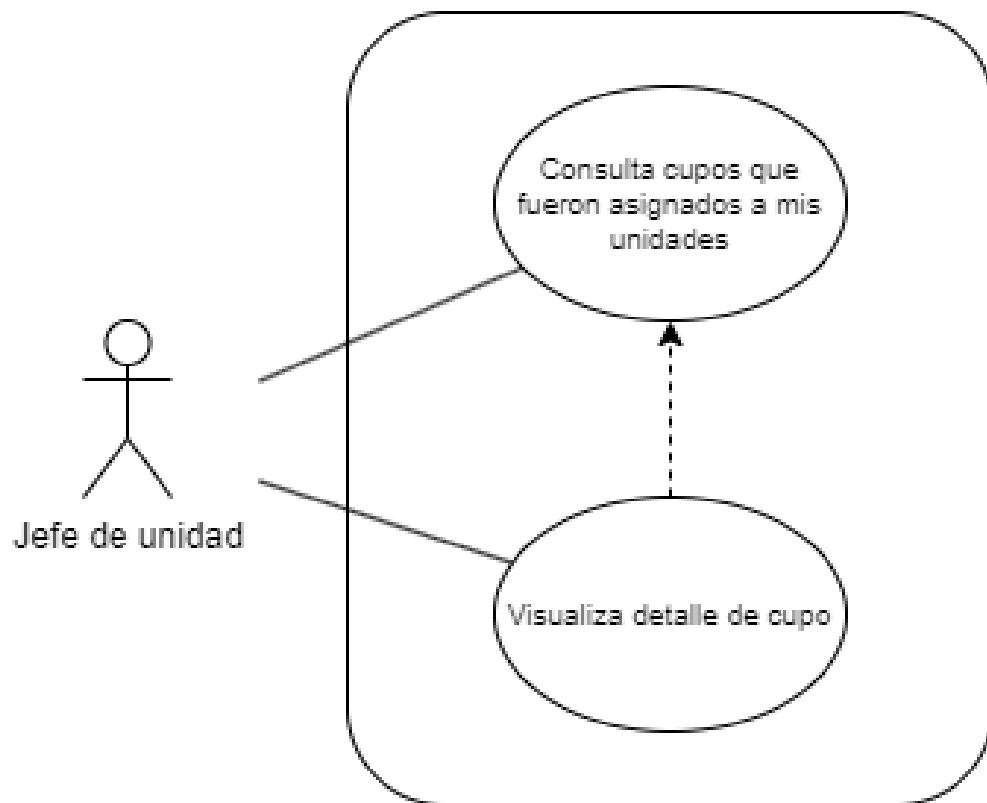 Consulta cupos que
fueron asignados a mis
unidades
Jefe de unidad
Visualiza detalle de cupo